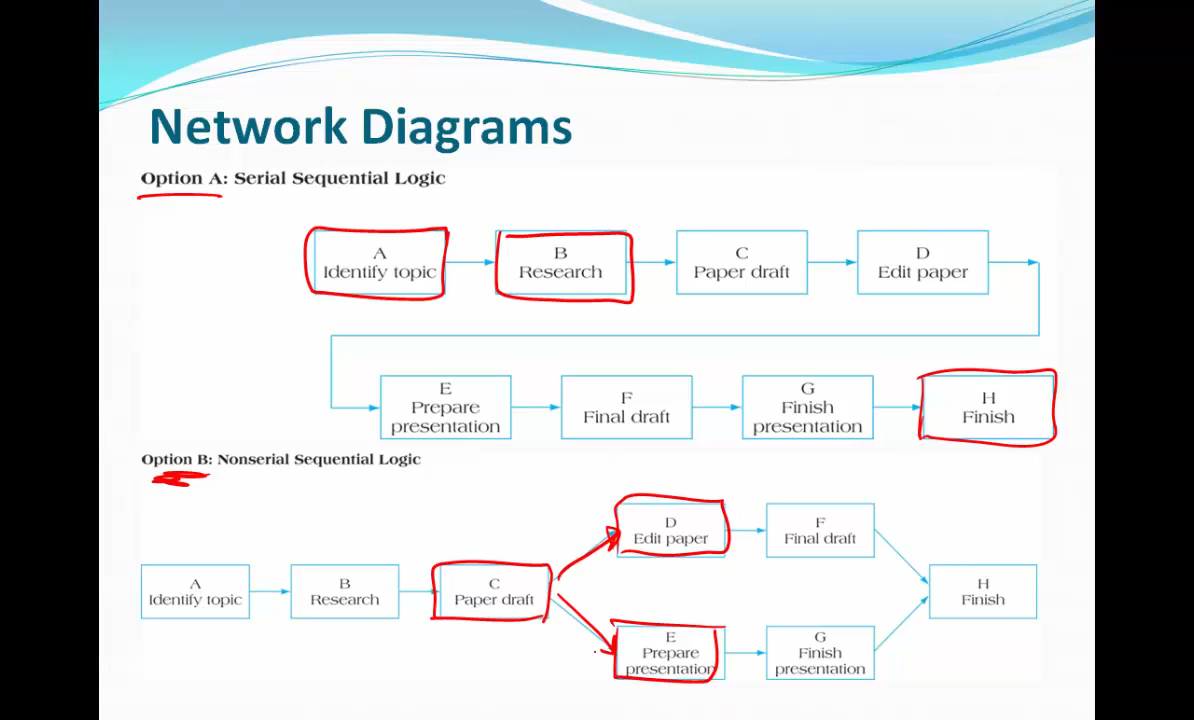 Network Diagrams
Option A: Serial Sequential Logic
A
Identify topic
B
Research
C
Paper draft
D
Edit paper
E
Prepare
presentation
F
Final draft
G
Finish
presentation
H
Finish
Option B: Nonserial Sequential Logic
A
Identify topic
B
Research
C
Paper draft
D
Edit paper
F
Final draft
E
Prepare
presentation
G
Finish
presentation
H
Finish